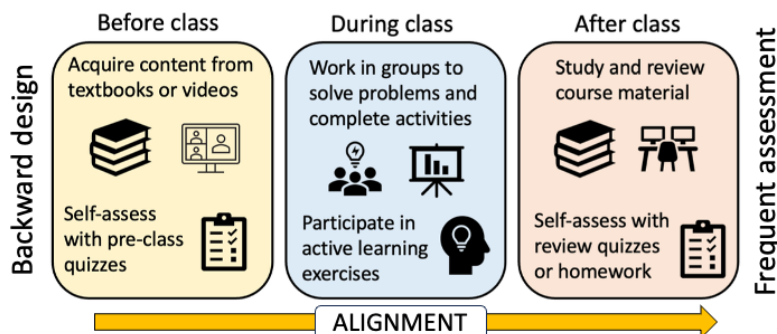 Before class
During class
After class
Backward design
Acquire content from
textbooks or videos
Self-assess
with pre-class
quizzes
Work in groups to
solve problems and
complete activities
Participate in
active learning
exercises
Study and review
course material
Self-assess with
review quizzes
or homework
Frequent assessment
ALIGNMENT